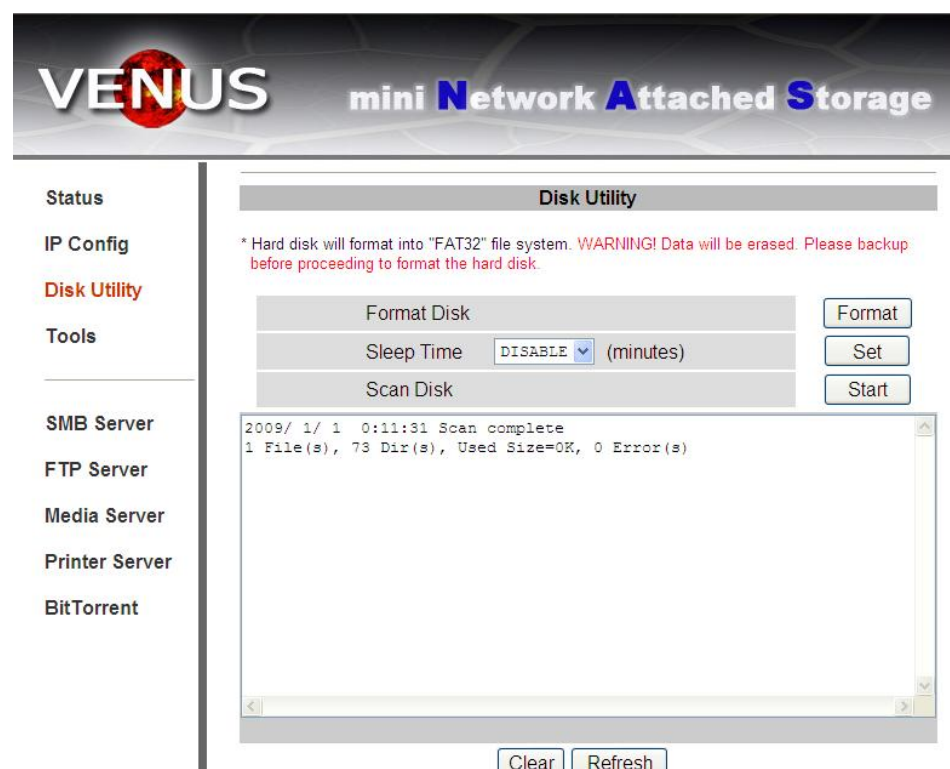 VENUS
mini Network Attached Storage
Status
IP Config
Disk Utility
Tools
SMB Server
FTP Server
Media Server
Printer Server
BitTorrent
Disk Utility
* Hard disk will format into "FAT32" file system. WARNING! Data will be erased. Please backup
before proceeding to format the hard disk.
Format Disk Format
Sleep Time DISABLE (minutes) Set
Scan Disk Start
2009/ 1/ 1  0:11:31 Scan complete
1 File(s), 73 Dir(s), Used Size=0K, 0 Error(s)
Clear Refresh